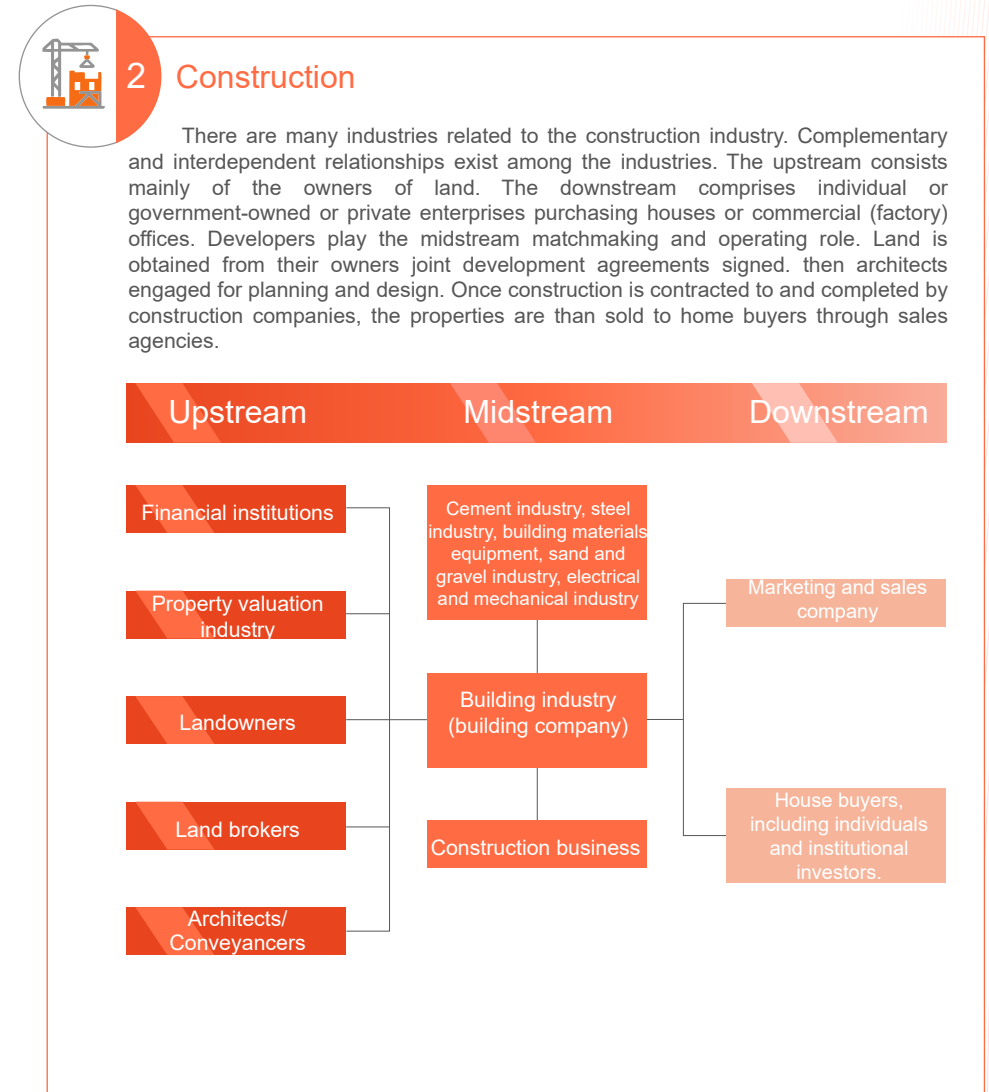 2 Construction
There are many industries related to the construction industry. Complementary
and interdependent relationships exist among the industries. The upstream consists
mainly of the owners of land. The downstream comprises individual or
government-owned or private enterprises purchasing houses or commercial (factory)
offices. Developers play the midstream matchmaking and operating role. Land is
obtained from their owners joint development agreements signed. then architects
engaged for planning and design. Once construction is contracted to and completed by
construction companies, the properties are than sold to home buyers through sales
agencies.
Upstream
Midstream
Downstream
Financial institutions
Property valuation
industry
Landowners
Land brokers
Architects/
Conveyancers
Cement industry, steel
industry, building materials
equipment, sand and
gravel industry, electrical
and mechanical industry
Building industry
(building company)
Construction business
Marketing and sales
company
House buyers,
including individuals
and institutional
investors.